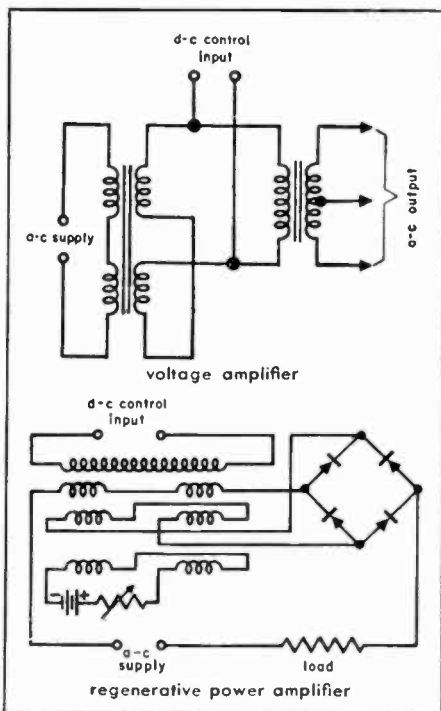 d-c control
input
a-c supply
a-c output
voltage amplifier
d-c control
input
- +
a-c
supply
load
regenerative power amplifier